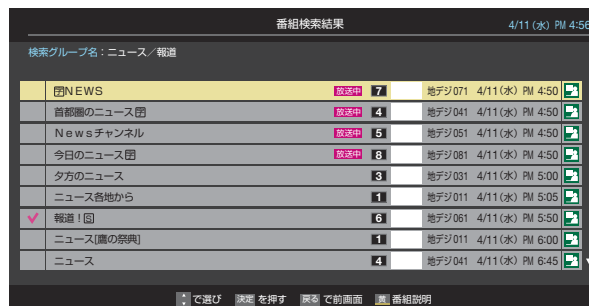 番組検索結果 4/11 (水) PM 4:56
検索グループ名：ニュース／報道
🈑NEWS 放送中 7 地デジ071 4/11(水) PM 4:50
首都圏のニュース🈑 放送中 4 地デジ041 4/11(水) PM 4:50
Newsチャンネル 放送中 5 地デジ051 4/11(水) PM 4:50
今日のニュース🈑 放送中 8 地デジ081 4/11(水) PM 4:50
夕方のニュース 3 地デジ031 4/11(水) PM 5:00
ニュース各地から 1 地デジ011 4/11(水) PM 5:05
報道！🅂 6 地デジ061 4/11(水) PM 5:50
ニュース[鷹の祭典] 1 地デジ011 4/11(水) PM 6:00
ニュース 4 地デジ041 4/11(水) PM 6:45
で選び 決定 を押す 戻る で前画面 黄 番組説明